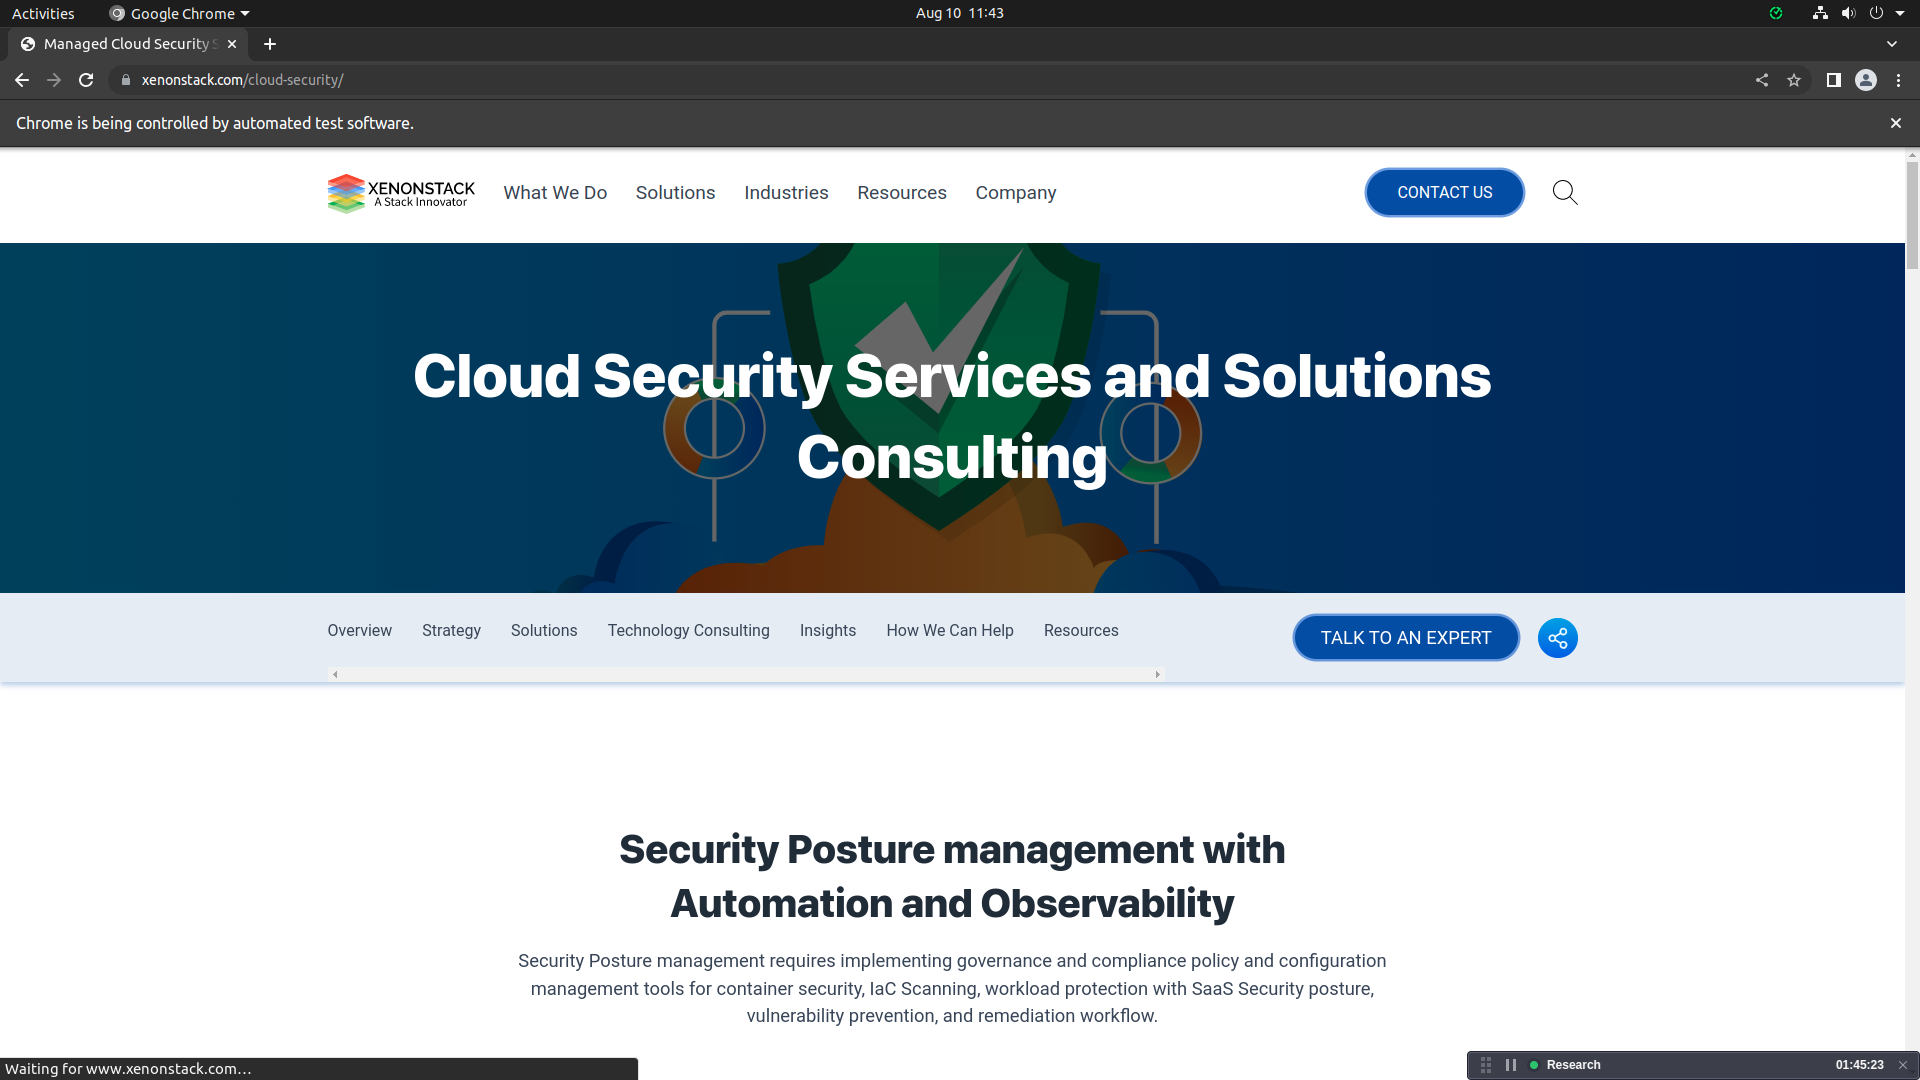 Activities
Google Chrome
Aug 10 11:43
Managed Cloud Security S
xenonstack.com/cloud-security/
Chrome is being controlled by automated test software.
XENONSTACK
A Stack Innovator
What We Do
Solutions
Industries
Resources
Company
CONTACT US
Cloud Security Services and Solutions
Consulting
Overview
Strategy
Solutions
Technology Consulting
Insights
How We Can Help
Resources
TALK TO AN EXPERT
Security Posture management with
Automation and Observability
Security Posture management requires implementing governance and compliance policy and configuration
management tools for container security, IaC Scanning, workload protection with SaaS Security posture,
vulnerability prevention, and remediation workflow.
Waiting for www.xenonstack.com…
Research
01:45:23